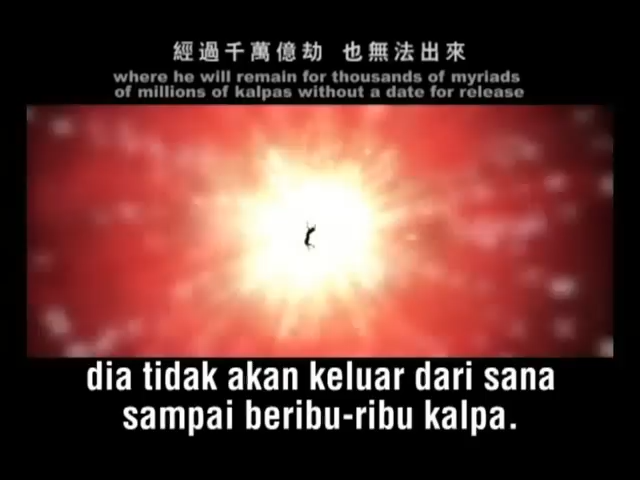 經過千萬億劫 也無法出來
where he will remain for thousands of myriads
of millions of kalpas without a date for release
dia tidak akan keluar dari sana
sampai beribu-ribu kalpa.